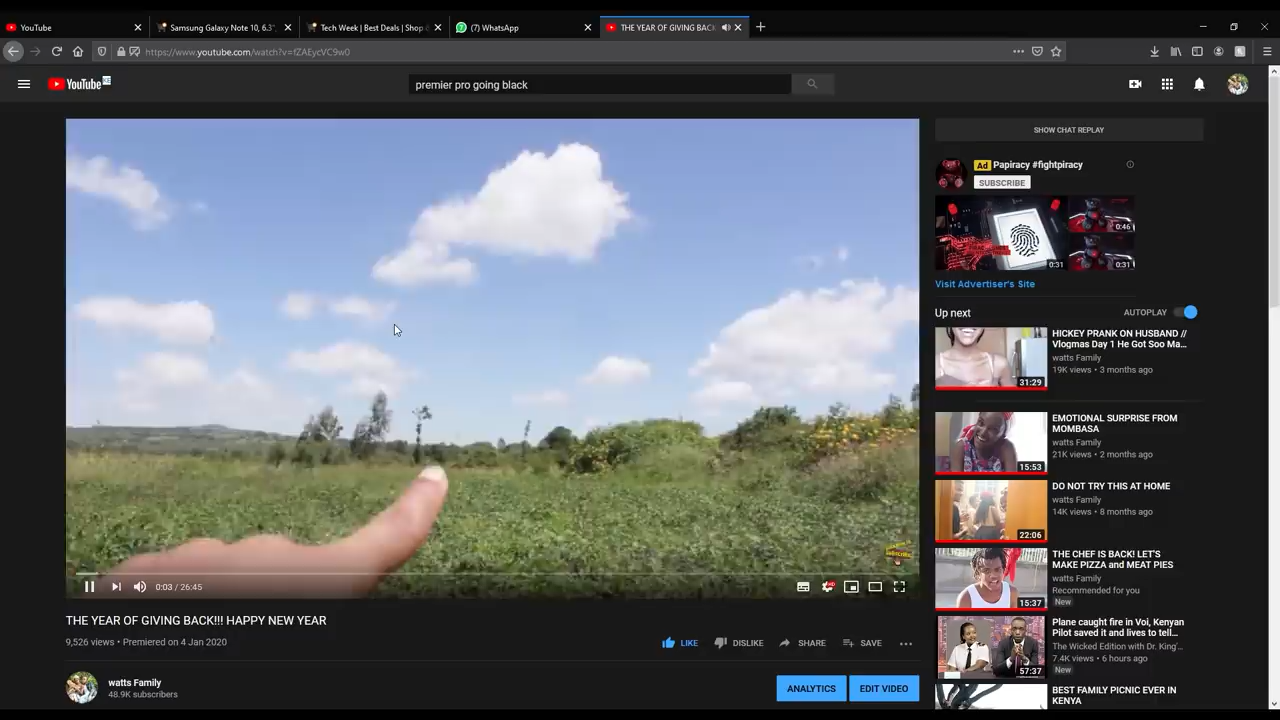 YouTube
Samsung Galaxy Note 10, 6.3",
Tech Week | Best Deals | Shop
(7) WhatsApp
THE YEAR OF GIVING BACK
https://www.youtube.com/watch?v=fZAEycVC9w0
YouTube KE
premier pro going black
SHOW CHAT REPLAY
Ad Papiracy #fightpiracy
SUBSCRIBE
0:46
0:31
0:31
Visit Advertiser's Site
Up next
AUTOPLAY
HICKEY PRANK ON HUSBAND //
Vlogmas Day 1 He Got Soo Ma...
watts Family
19K views • 3 months ago
31:29
EMOTIONAL SURPRISE FROM
MOMBASA
watts Family
21K views • 2 months ago
15:53
DO NOT TRY THIS AT HOME
watts Family
14K views • 8 months ago
22:06
THE CHEF IS BACK! LET'S
MAKE PIZZA and MEAT PIES
watts Family
Recommended for you
New
15:37
Plane caught fire in Voi, Kenyan
Pilot saved it and lives to tell...
The Wicked Edition with Dr. King'...
7.4K views • 6 hours ago
New
57:37
BEST FAMILY PICNIC EVER IN
KENYA
0:03 / 26:45
HD
THE YEAR OF GIVING BACK!!! HAPPY NEW YEAR
9,526 views • Premiered on 4 Jan 2020
LIKE
DISLIKE
SHARE
SAVE
watts Family
48.9K subscribers
ANALYTICS
EDIT VIDEO